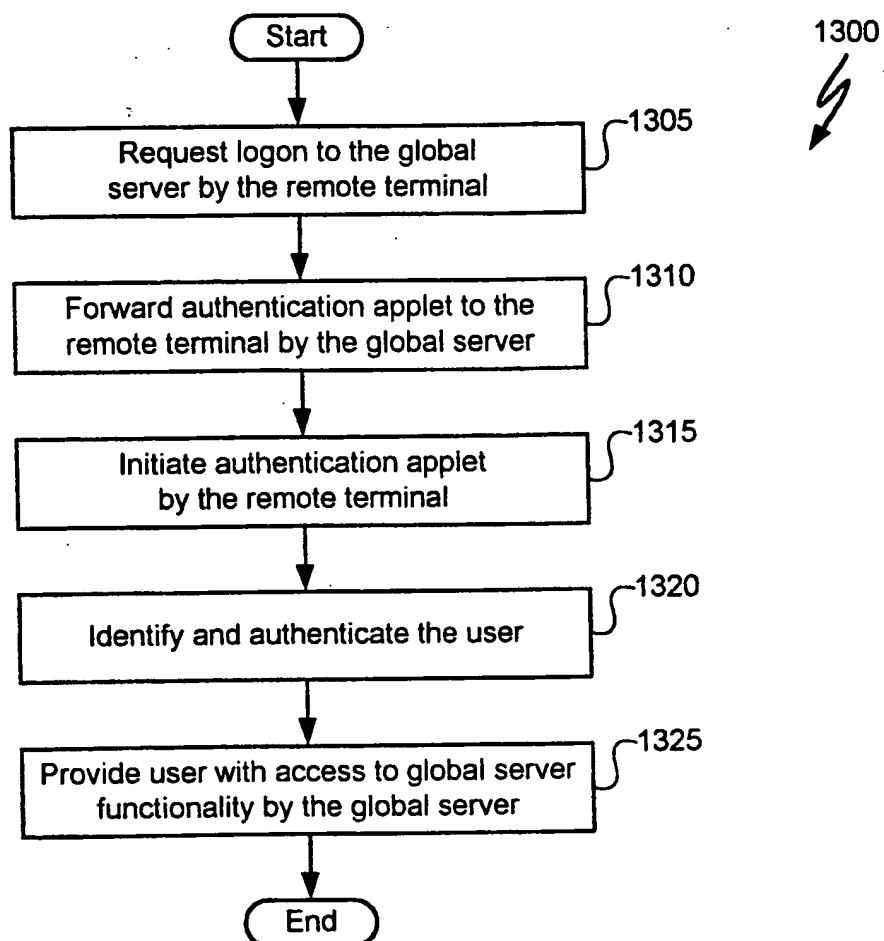 Start
1300
1305
Request logon to the global
server by the remote terminal
1310
Forward authentication applet to the
remote terminal by the global server
1315
Initiate authentication applet
by the remote terminal
1320
Identify and authenticate the user
1325
Provide user with access to global server
functionality by the global server
End